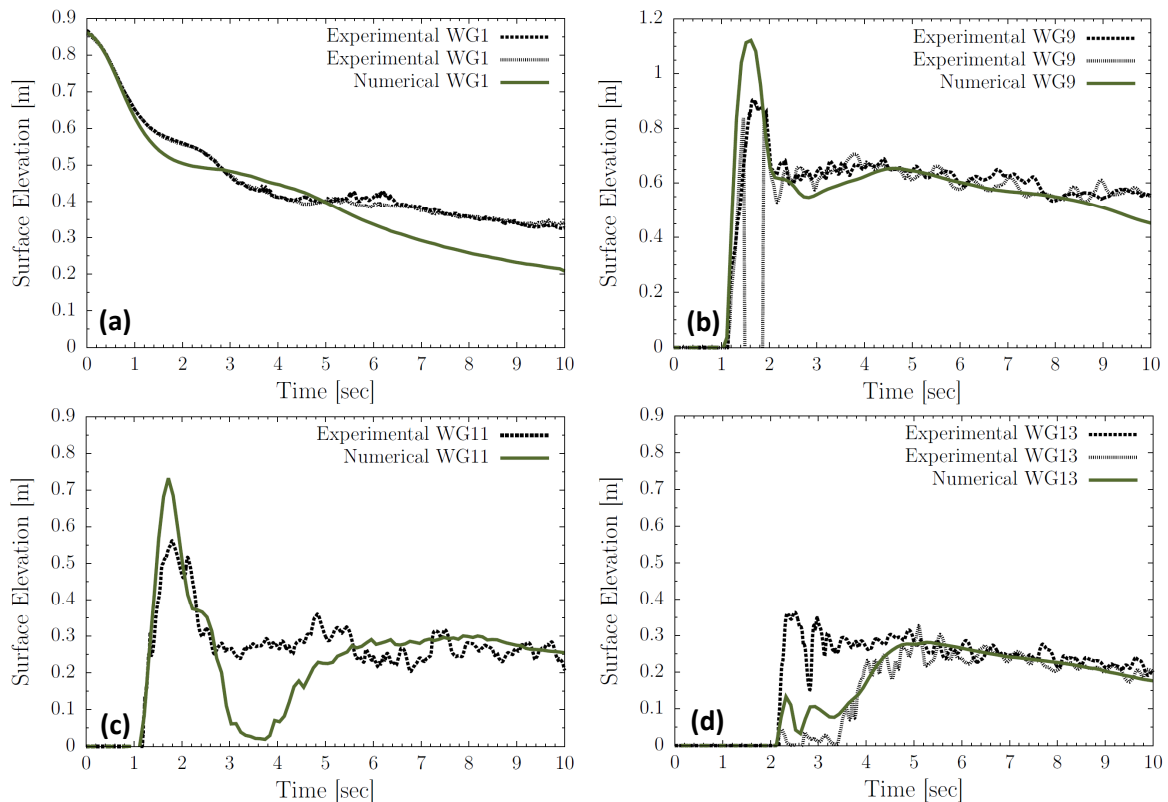 0.9
0.8
0.7
0.6
0.5
0.4
0.3
0.2
0.1
0
Surface Elevation [m]
Experimental WG1
Experimental WG1
Numerical WG1
(a)
0 1 2 3 4 5 6 7 8 9 10
Time [sec]
1.2
1
0.8
0.6
0.4
0.2
0
Surface Elevation [m]
Experimental WG9
Experimental WG9
Numerical WG9
(b)
0 1 2 3 4 5 6 7 8 9 10
Time [sec]
0.9
0.8
0.7
0.6
0.5
0.4
0.3
0.2
0.1
0
Surface Elevation [m]
Experimental WG11
Numerical WG11
(c)
0 1 2 3 4 5 6 7 8 9 10
Time [sec]
0.9
0.8
0.7
0.6
0.5
0.4
0.3
0.2
0.1
0
Surface Elevation [m]
Experimental WG13
Experimental WG13
Numerical WG13
(d)
0 1 2 3 4 5 6 7 8 9 10
Time [sec]